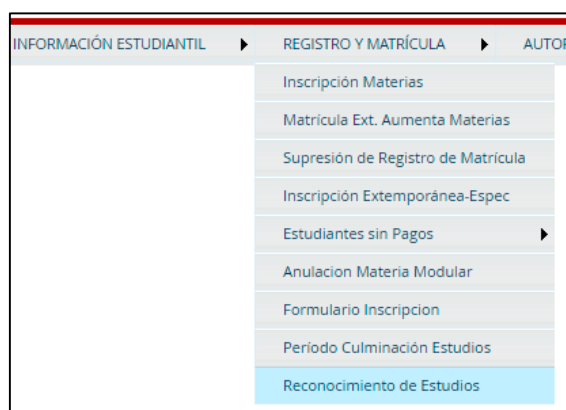 INFORMACIÓN ESTUDIANTIL REGISTRO Y MATRÍCULA
Inscripción Materias
Matrícula Ext. Aumenta Materias
Supresión de Registro de Matrícula
Inscripción Extemporánea-Espec
Estudiantes sin Pagos
Anulacion Materia Modular
Formulario Inscripcion
Período Culminación Estudios
Reconocimiento de Estudios